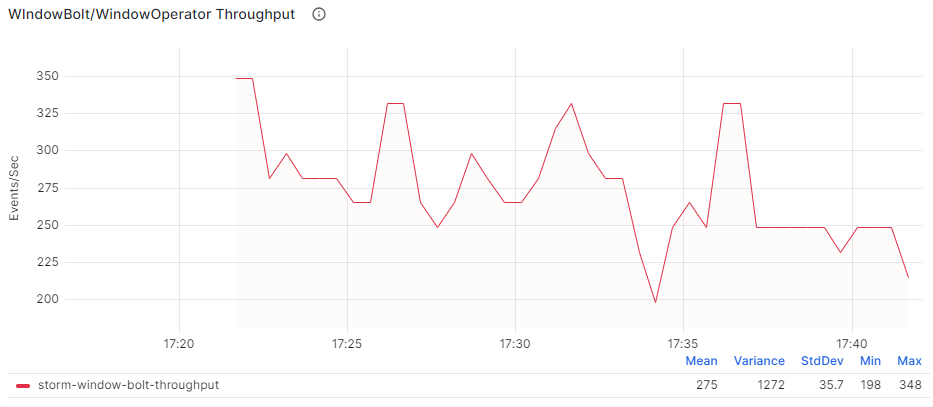 WIndowBolt/WindowOperator Throughput
Events/Sec
350
325
300
275
250
225
200
17:20 17:25 17:30 17:35 17:40
Mean Variance StdDev Min Max
storm-window-bolt-throughput 275 1272 35.7 198 348